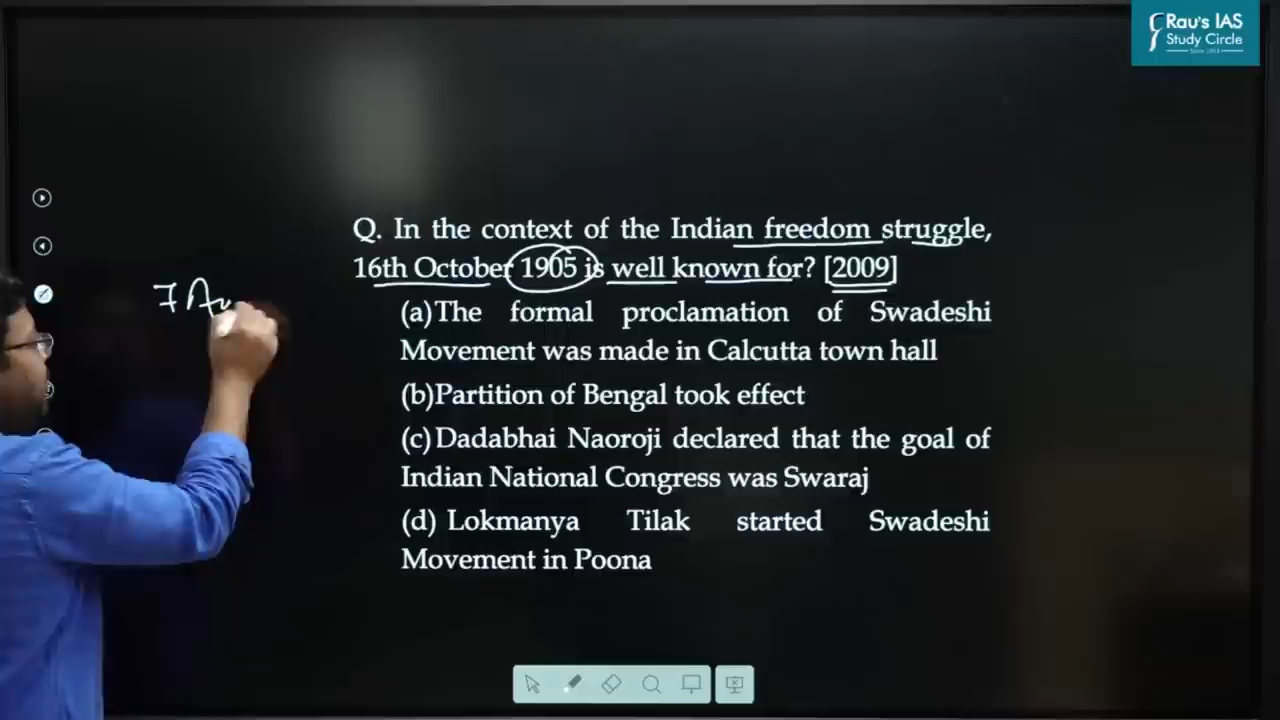 Rau's IAS
Study Circle
Q. In the context of the Indian freedom struggle,
16th October 1905 is well known for? [2009]
(a)The formal proclamation of Swadeshi
Movement was made in Calcutta town hall
(b)Partition of Bengal took effect
(c)Dadabhai Naoroji declared that the goal of
Indian National Congress was Swaraj
(d) Lokmanya Tilak started Swadeshi
Movement in Poona
7 Au